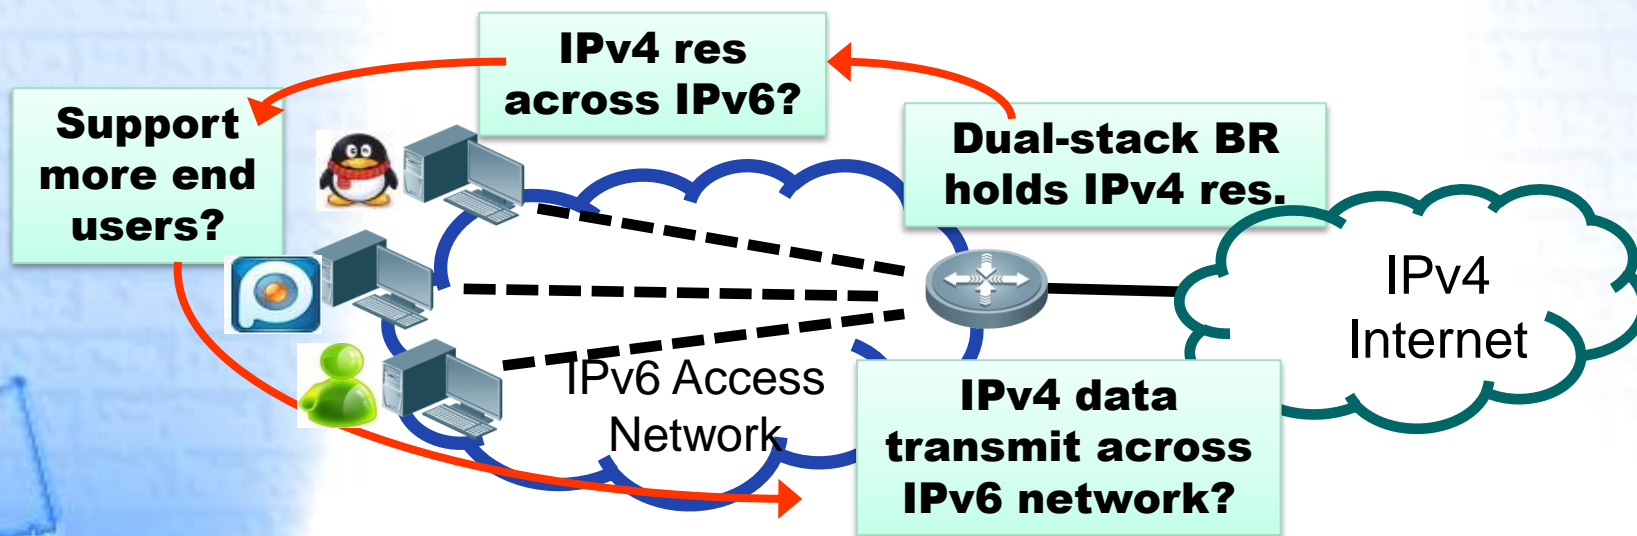 IPv4 res
across IPv6?
Support
more end
users?
Dual-stack BR
holds IPv4 res.
IPv4
Internet
IPv6 Access
Network
IPv4 data
transmit across
IPv6 network?